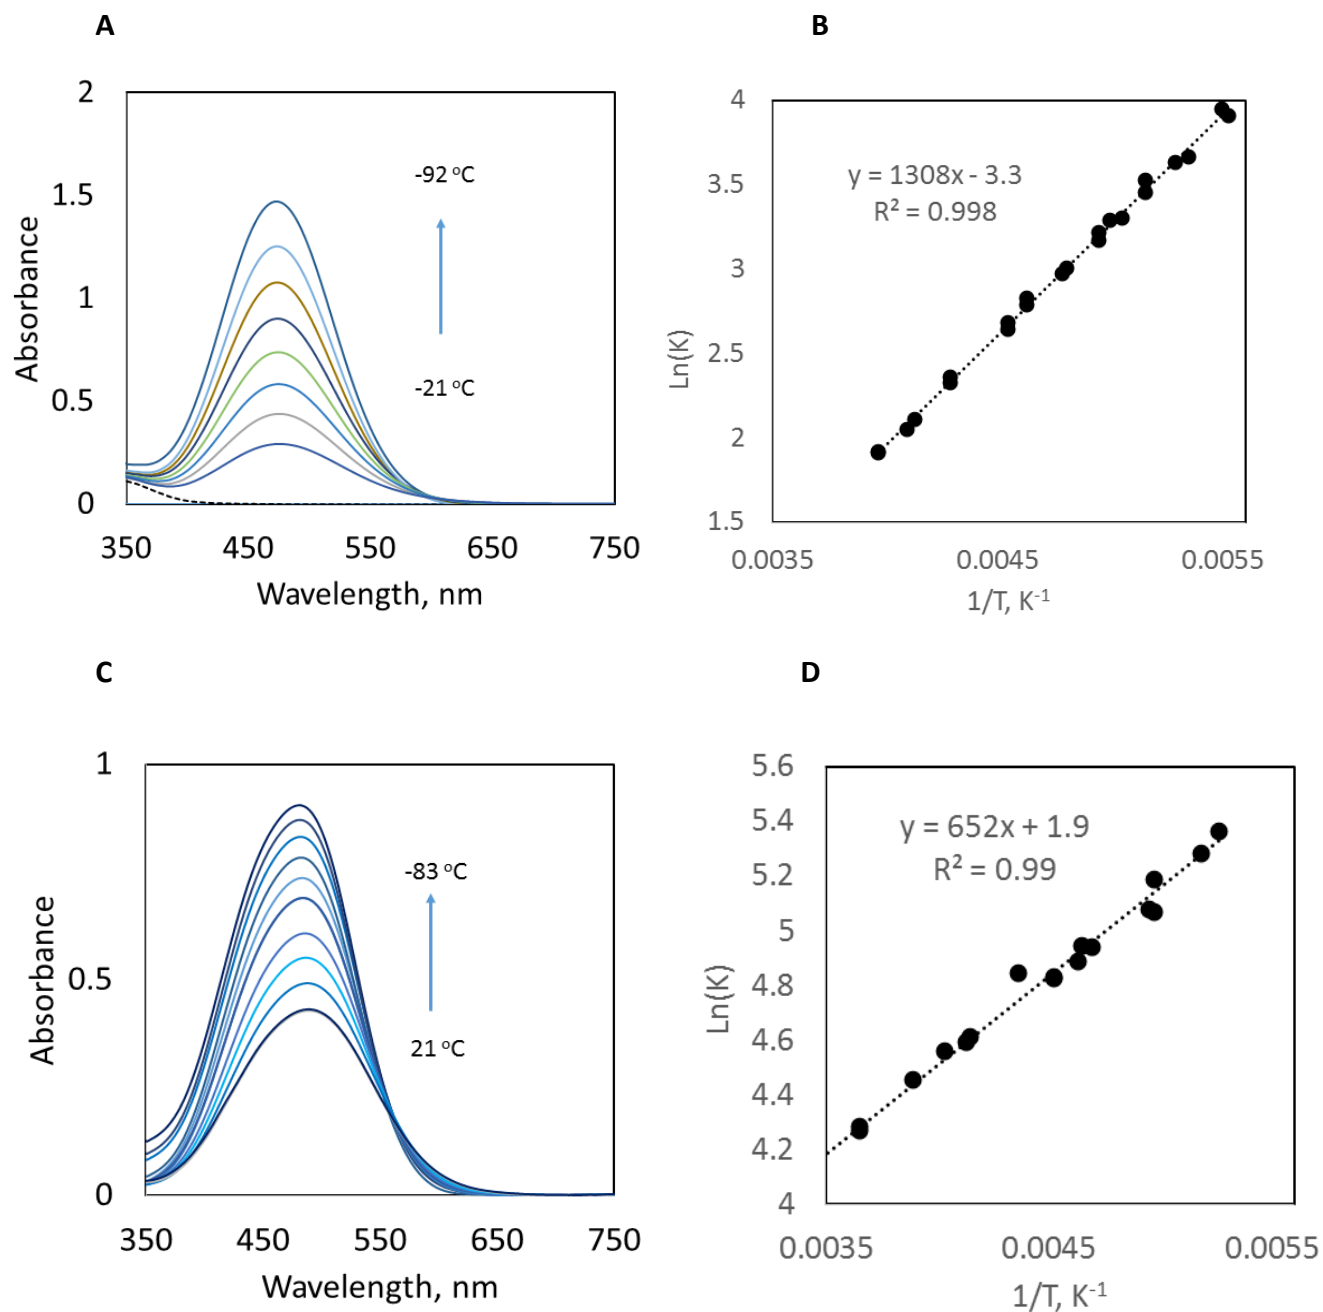 A
2
1.5
1
0.5
0
Absorbance
-92 °C
-21 °C
350 450 550 650 750
Wavelength, nm
B
4
3.5
3
2.5
2
1.5
Ln(K)
y = 1308x - 3.3
R² = 0.998
0.0035 0.0045 0.0055
1/T, K⁻¹
C
1
0.5
0
Absorbance
-83 °C
21 °C
350 450 550 650 750
Wavelength, nm
D
5.6
5.4
5.2
5
4.8
4.6
4.4
4.2
4
Ln(K)
y = 652x + 1.9
R² = 0.99
0.0035 0.0045 0.0055
1/T, K⁻¹